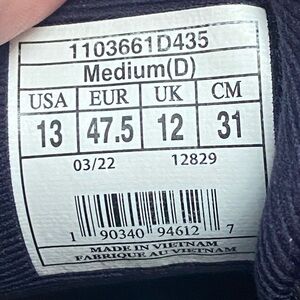 1103661D435
Medium(D)
USA EUR UK CM
13 47.5 12 31
03/22 12829
1 90340 94612 7
MADE IN VIETNAM
FABRIQUE AU VIETNAM